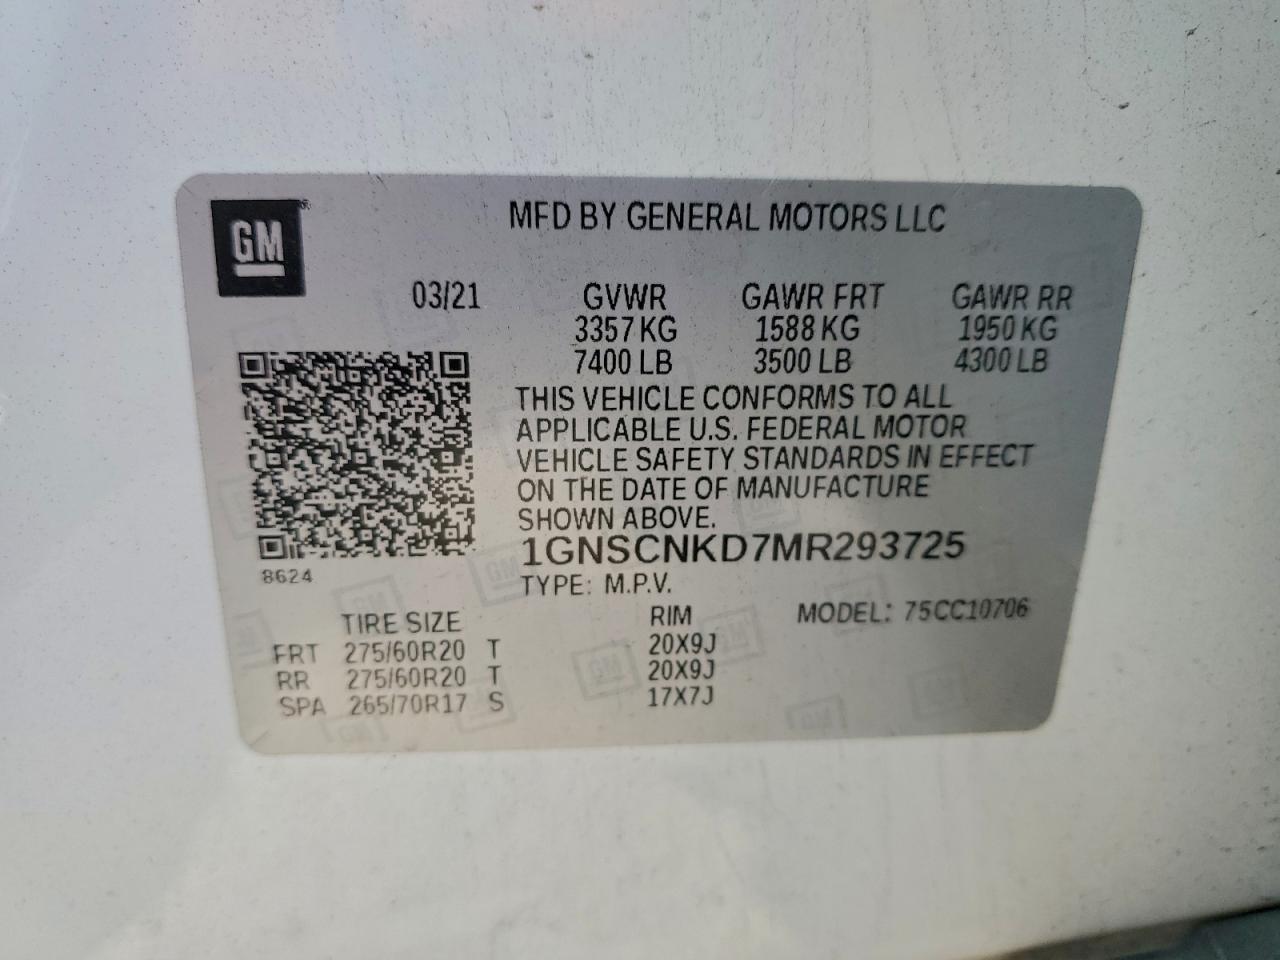 GM
MFD BY GENERAL MOTORS LLC
03/21 GVWR GAWR FRT GAWR RR
3357 KG 1588 KG 1950 KG
7400 LB 3500 LB 4300 LB
THIS VEHICLE CONFORMS TO ALL
APPLICABLE U.S. FEDERAL MOTOR
VEHICLE SAFETY STANDARDS IN EFFECT
ON THE DATE OF MANUFACTURE
SHOWN ABOVE.
1GNSCNKD7MR293725
8624
TYPE: M.P.V.
TIRE SIZE RIM MODEL: 75CC10706
FRT 275/60R20 T 20X9J
RR 275/60R20 T 20X9J
SPA 265/70R17 S 17X7J